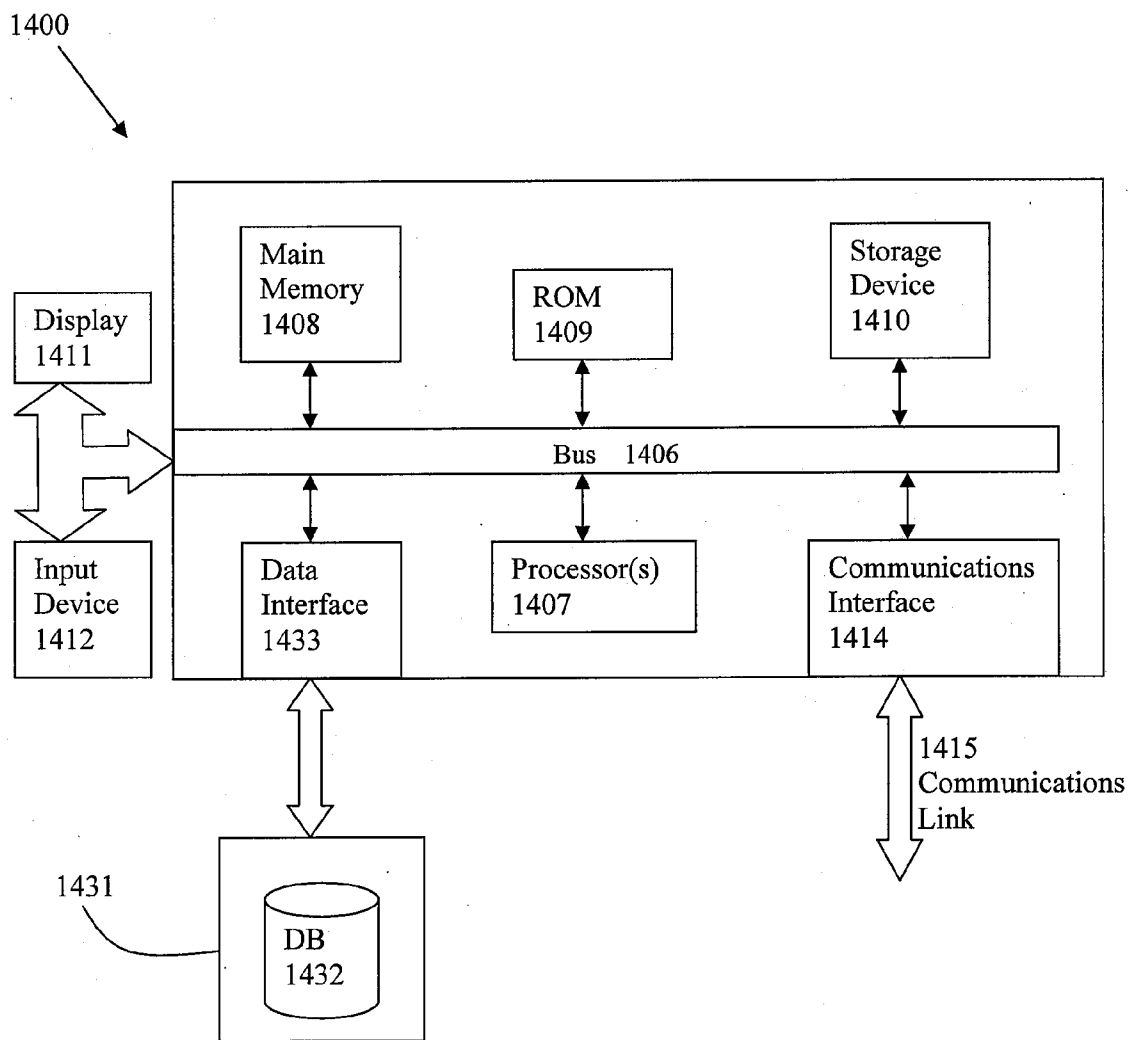 1400
Main
Memory
1408
ROM
1409
Storage
Device
1410
Display
1411
Bus 1406
Input
Device
1412
Data
Interface
1433
Processor(s)
1407
Communications
Interface
1414
1415
Communications
Link
1431
DB
1432